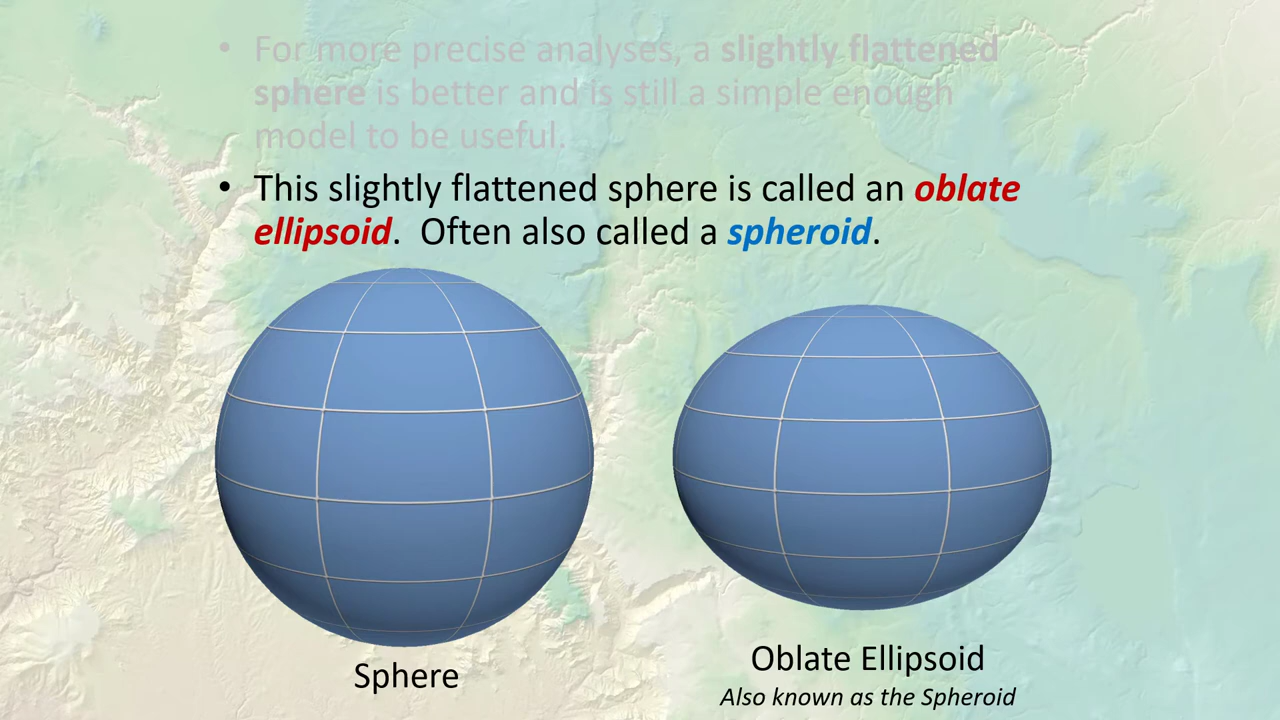 • For more precise analyses, a slightly flattened
sphere is better and is still a simple enough
model to be useful.
• This slightly flattened sphere is called an oblate
ellipsoid.  Often also called a spheroid.
Sphere
Oblate Ellipsoid
Also known as the Spheroid